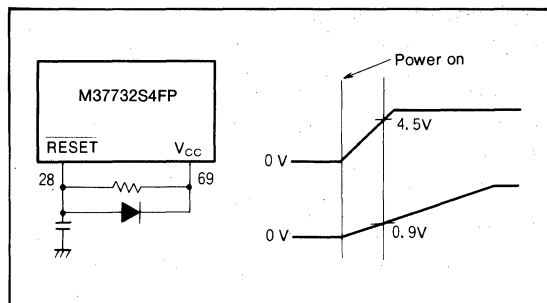 Power on
M37732S4FP
RESET VCC
28 69
0 V
4.5V
0 V
0.9V